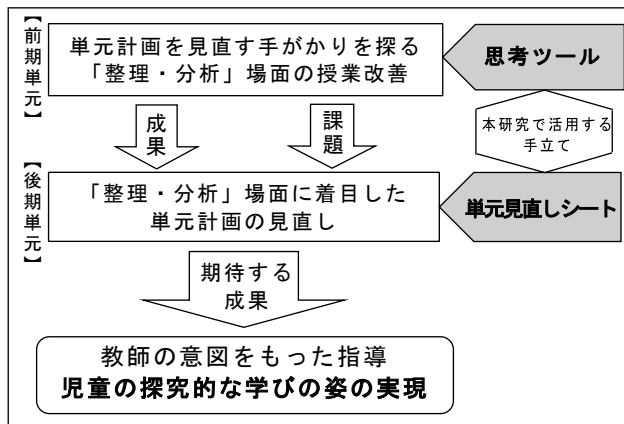 【前期単元】
単元計画を見直す手がかりを探る
「整理・分析」場面の授業改善
思考ツール
成果
課題
本研究で活用する
手立て
【後期単元】
「整理・分析」場面に着目した
単元計画の見直し
単元見直しシート
期待する
成果
教師の意図をもった指導
児童の探究的な学びの姿の実現